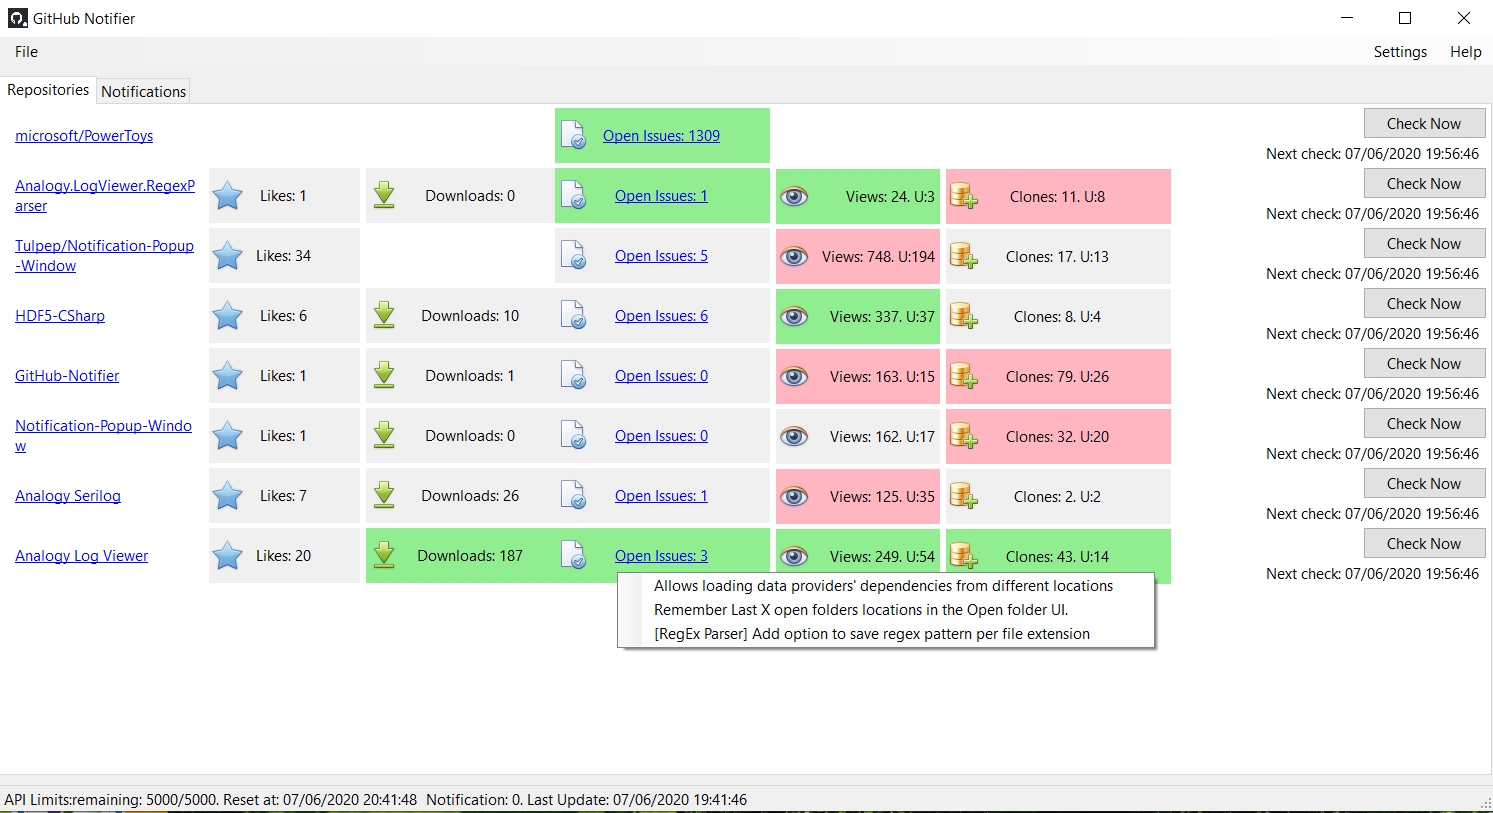 GitHub Notifier
File
Settings
Help
Repositories
Notifications
microsoft/PowerToys
Open Issues: 1309
Check Now
Next check: 07/06/2020 19:56:46
Analogy.LogViewer.RegexP
arser
Likes: 1
Downloads: 0
Open Issues: 1
Views: 24. U:3
Clones: 11. U:8
Check Now
Next check: 07/06/2020 19:56:46
Tulpep/Notification-Popup
-Window
Likes: 34
Open Issues: 5
Views: 748. U:194
Clones: 17. U:13
Check Now
Next check: 07/06/2020 19:56:46
HDF5-CSharp
Likes: 6
Downloads: 10
Open Issues: 6
Views: 337. U:37
Clones: 8. U:4
Check Now
Next check: 07/06/2020 19:56:46
GitHub-Notifier
Likes: 1
Downloads: 1
Open Issues: 0
Views: 163. U:15
Clones: 79. U:26
Check Now
Next check: 07/06/2020 19:56:46
Notification-Popup-Windo
w
Likes: 1
Downloads: 0
Open Issues: 0
Views: 162. U:17
Clones: 32. U:20
Check Now
Next check: 07/06/2020 19:56:46
Analogy Serilog
Likes: 7
Downloads: 26
Open Issues: 1
Views: 125. U:35
Clones: 2. U:2
Check Now
Next check: 07/06/2020 19:56:46
Analogy Log Viewer
Likes: 20
Downloads: 187
Open Issues: 3
Views: 249. U:54
Clones: 43. U:14
Check Now
Next check: 07/06/2020 19:56:46
Allows loading data providers' dependencies from different locations
Remember Last X open folders locations in the Open folder UI.
[RegEx Parser] Add option to save regex pattern per file extension
API Limits:remaining: 5000/5000. Reset at: 07/06/2020 20:41:48 Notification: 0. Last Update: 07/06/2020 19:41:46